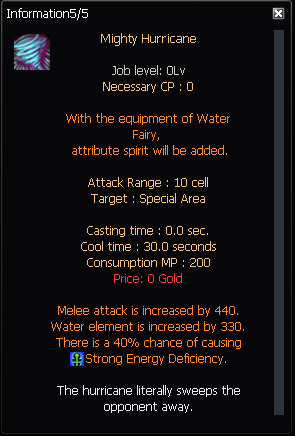 Information5/5
Mighty Hurricane
Job level: 0Lv
Necessary CP : 0
With the equipment of Water
Fairy,
attribute spirit will be added.
Attack Range : 10 cell
Target : Special Area
Casting time : 0.0 sec.
Cool time : 30.0 seconds
Consumption MP : 200
Price: 0 Gold
Melee attack is increased by 440.
Water element is increased by 330.
There is a 40% chance of causing
Strong Energy Deficiency.
The hurricane literally sweeps the
opponent away.